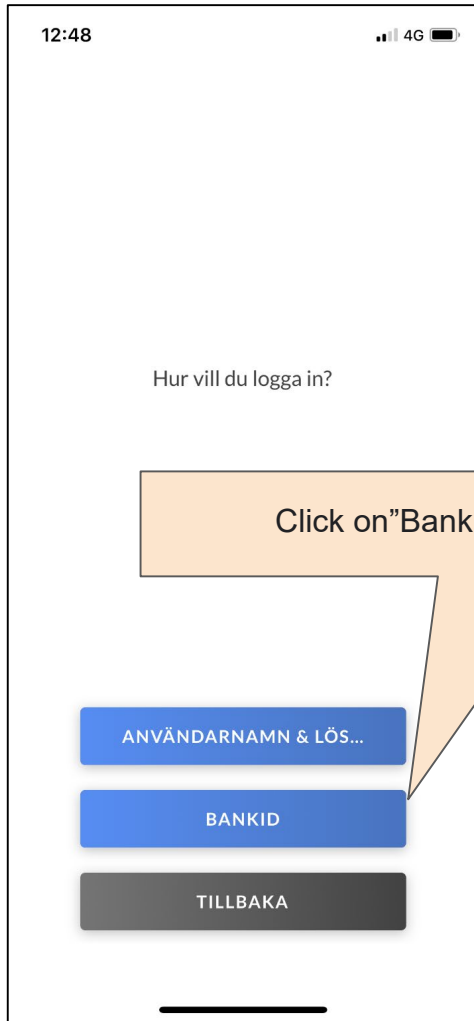 12:48
4G
Hur vill du logga in?
Click on”Bank
ANVÄNDARNAMN & LÖS...
BANKID
TILLBAKA